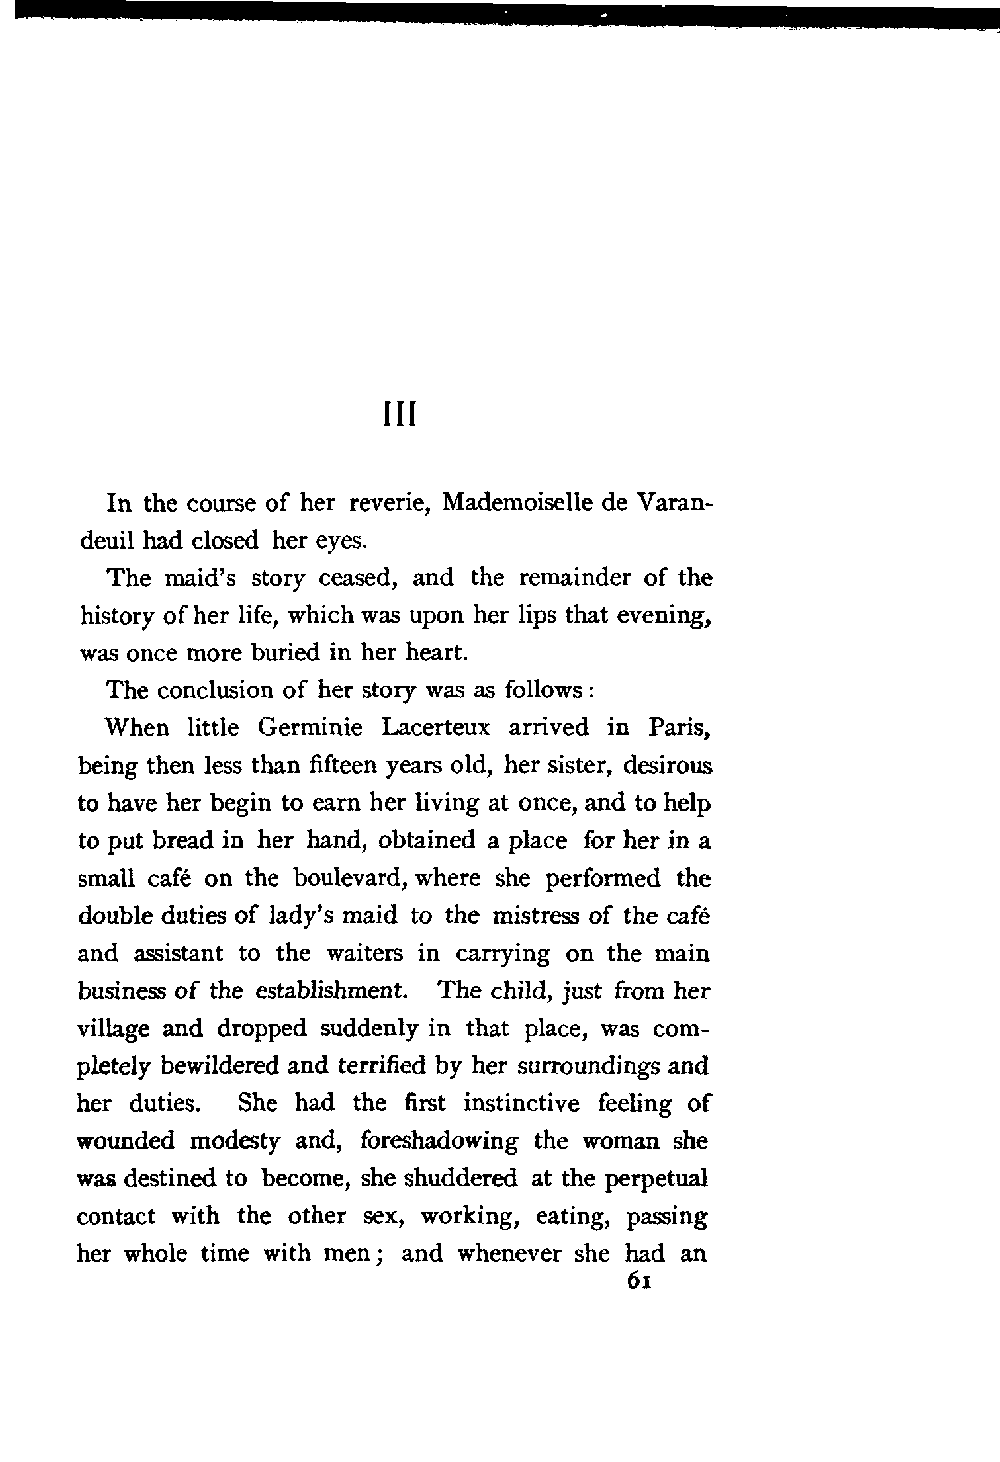 III
In the course of her reverie, Mademoiselle de Varan-
deuil had closed her eyes.
The maid's story ceased, and the remainder of the
history of her life, which was upon her lips that evening,
was once more buried in her heart.
The conclusion of her story was as follows:
When little Germinie Lacerteux arrived in Paris,
being then less than fifteen years old, her sister, desirous
to have her begin to earn her living at once, and to help
to put bread in her hand, obtained a place for her in a
small café on the boulevard, where she performed the
double duties of lady's maid to the mistress of the café
and assistant to the waiters in carrying on the main
business of the establishment. The child, just from her
village and dropped suddenly in that place, was com-
pletely bewildered and terrified by her surroundings and
her duties. She had the first instinctive feeling of
wounded modesty and, foreshadowing the woman she
was destined to become, she shuddered at the perpetual
contact with the other sex, working, eating, passing
her whole time with men; and whenever she had an
61